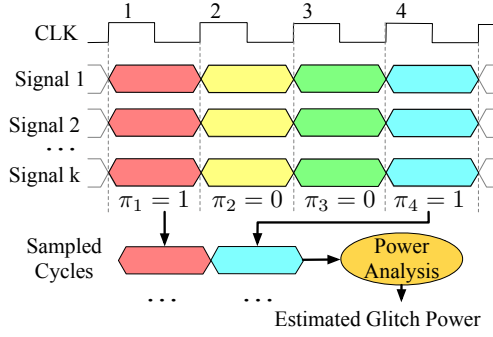 1 2 3 4
CLK
Signal 1
Signal 2
...
Signal k
π₁ = 1 π₂ = 0 π₃ = 0 π₄ = 1
Sampled
Cycles
Power
Analysis
... ...
Estimated Glitch Power